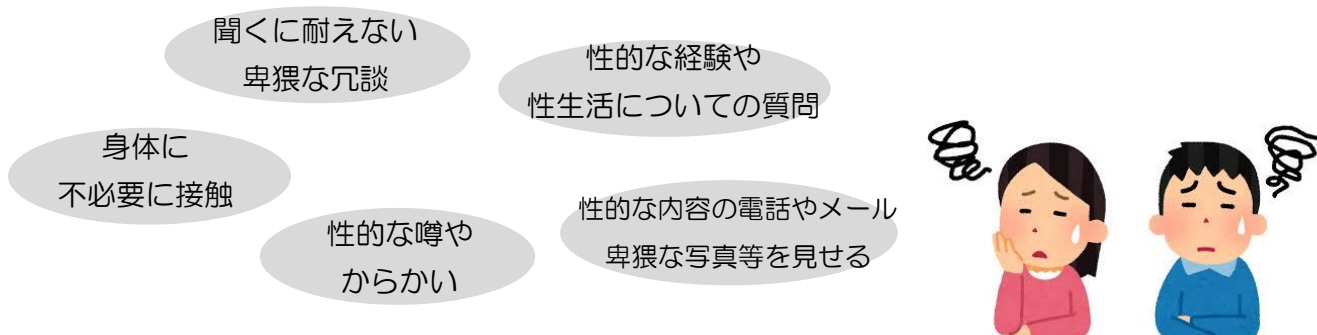 聞くに耐えない
卑猥な冗談
性的な経験や
性生活についての質問
身体に
不必要に接触
性的な噂や
からかい
性的な内容の電話やメール
卑猥な写真等を見せる